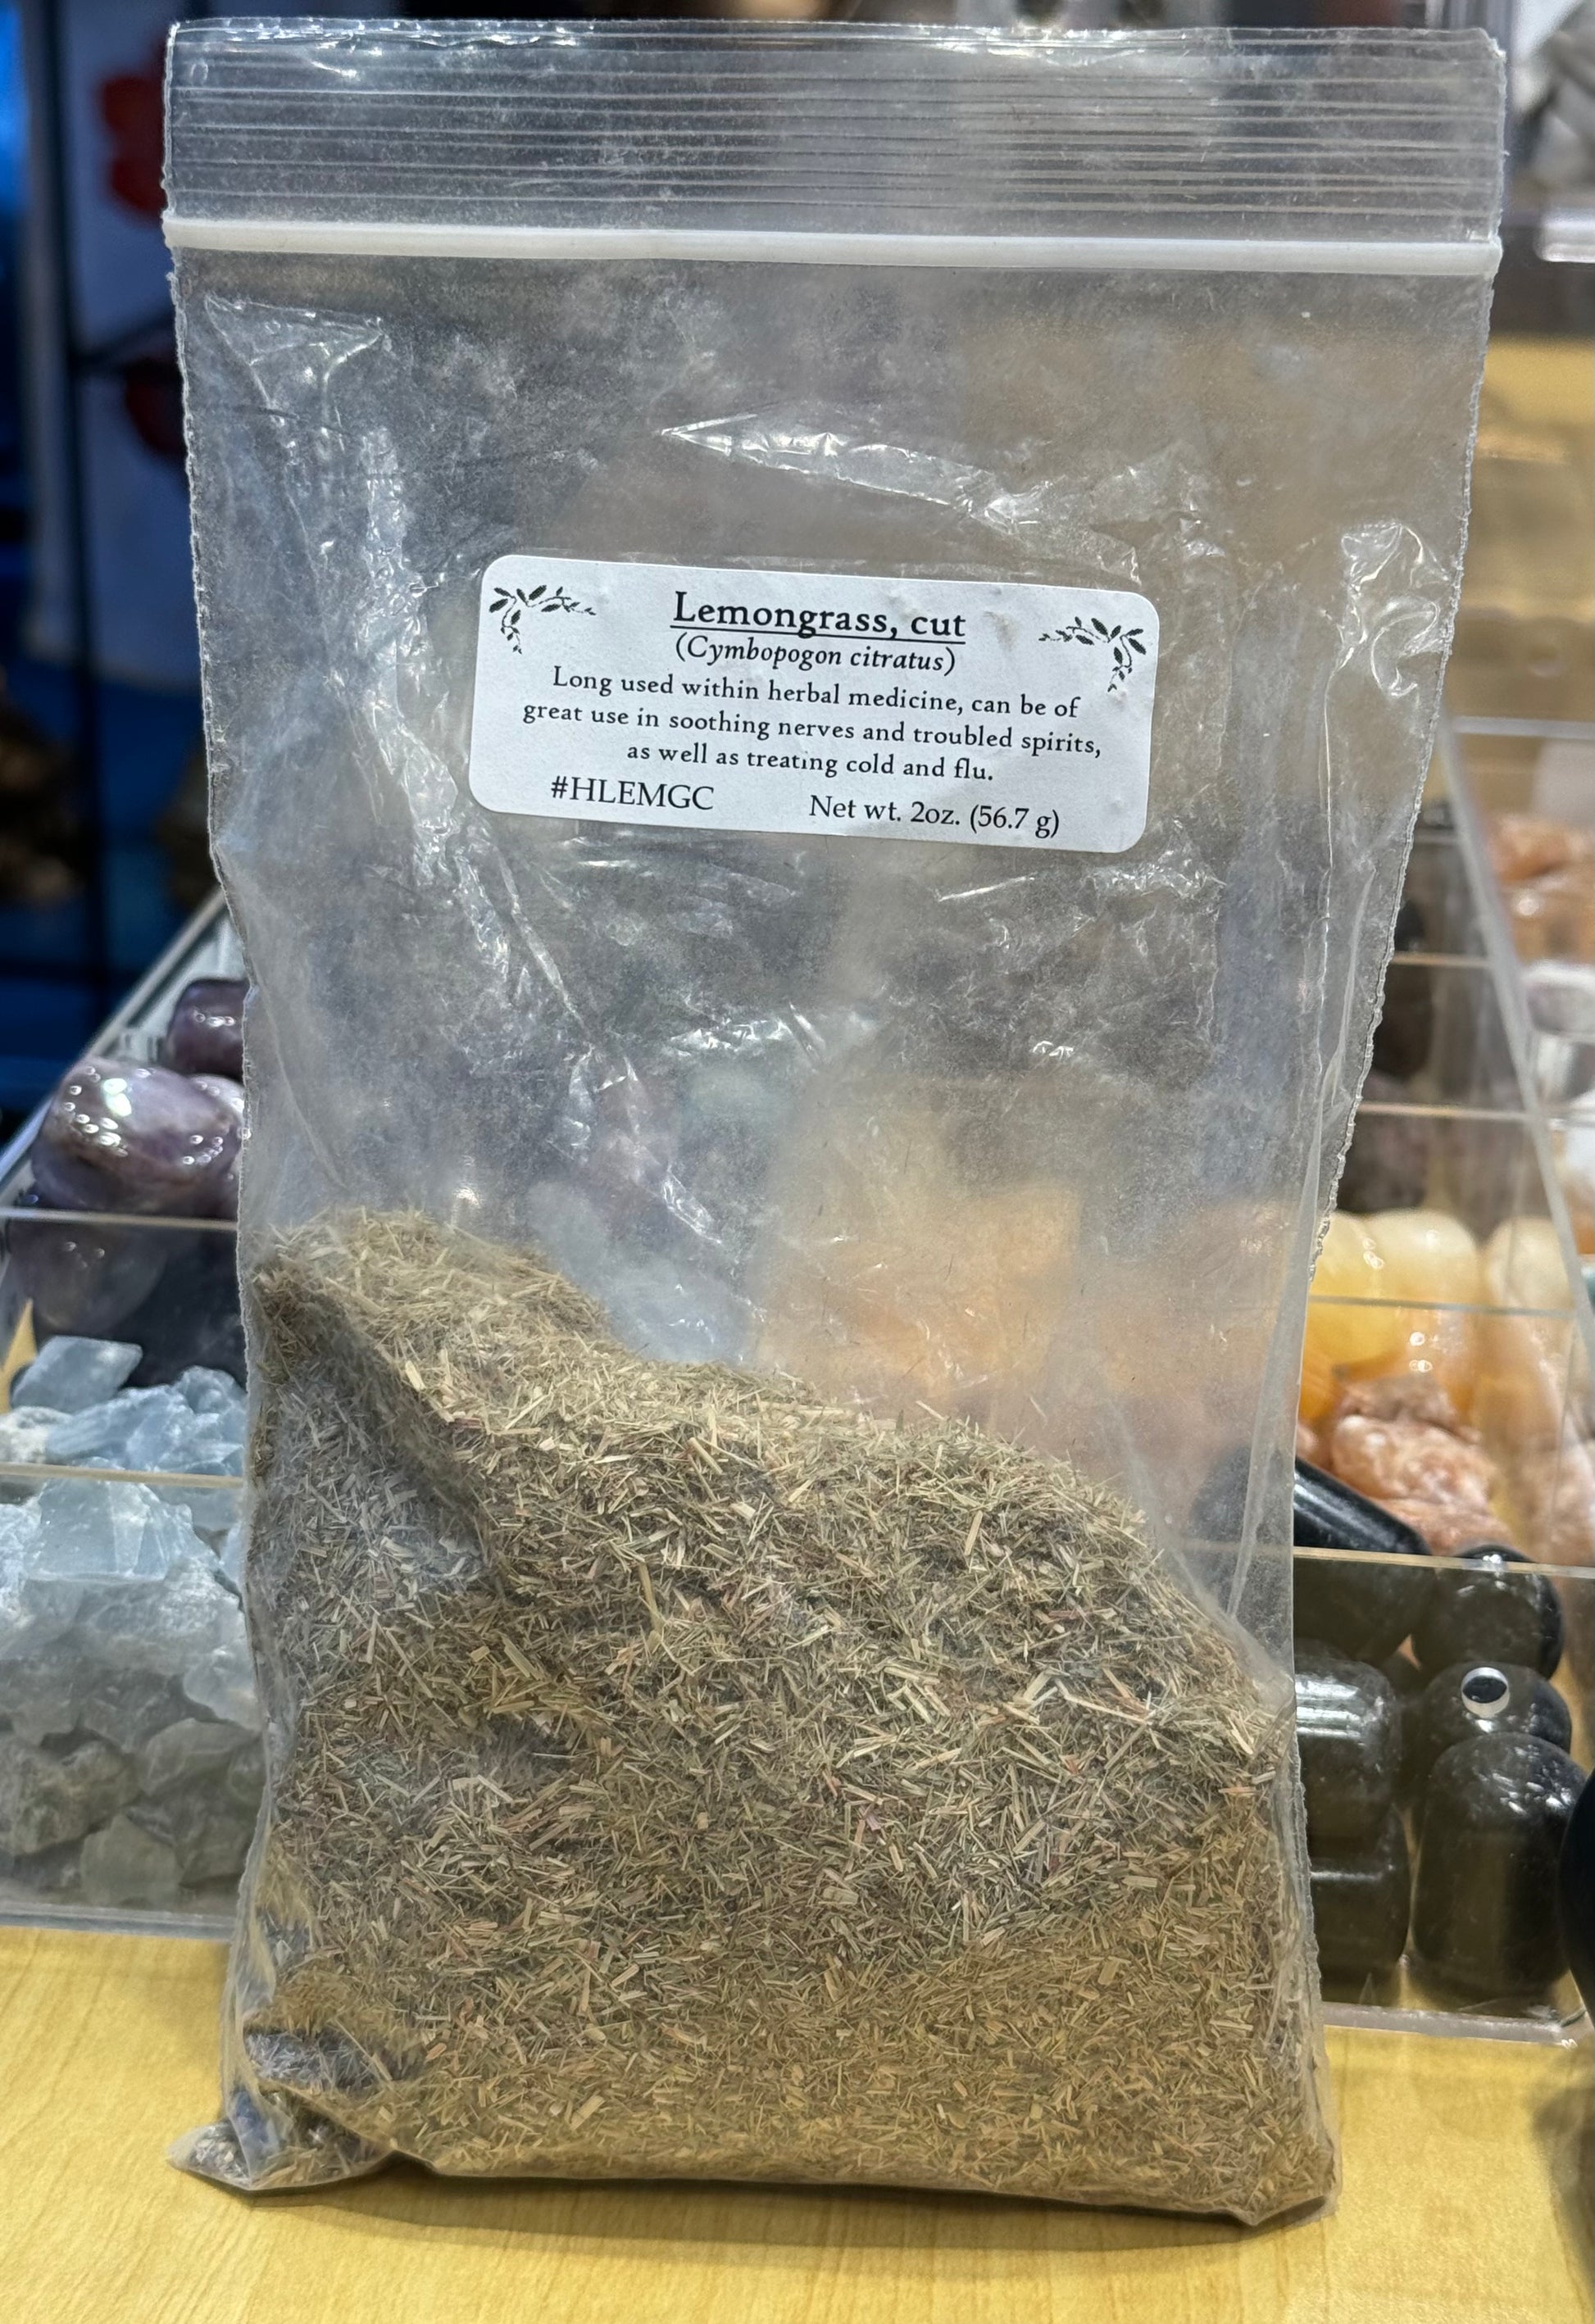 Lemongrass, cut
(Cymbopogon citratus)
Long used within herbal medicine, can be of
great use in soothing nerves and troubled spirits,
as well as treating cold and flu.
#HLEMGC Net wt. 2oz. (56.7 g)